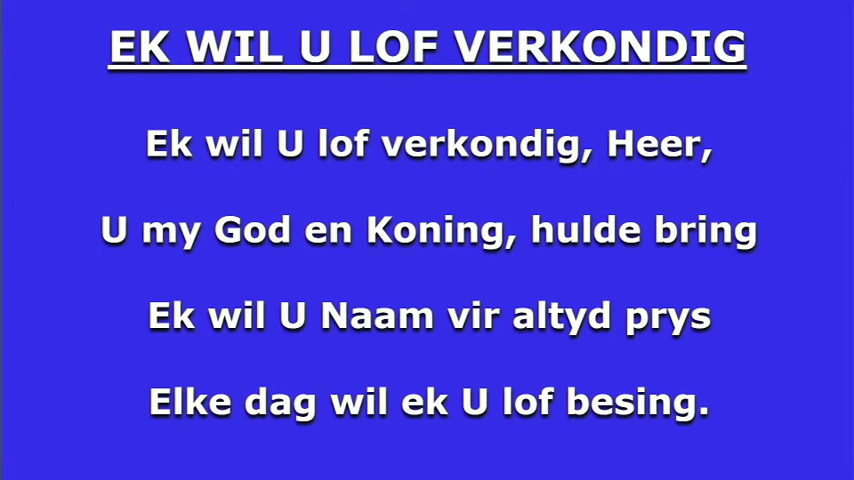 EK WIL U LOF VERKONDIG
Ek wil U lof verkondig, Heer,
U my God en Koning, hulde bring
Ek wil U Naam vir altyd prys
Elke dag wil ek U lof besing.